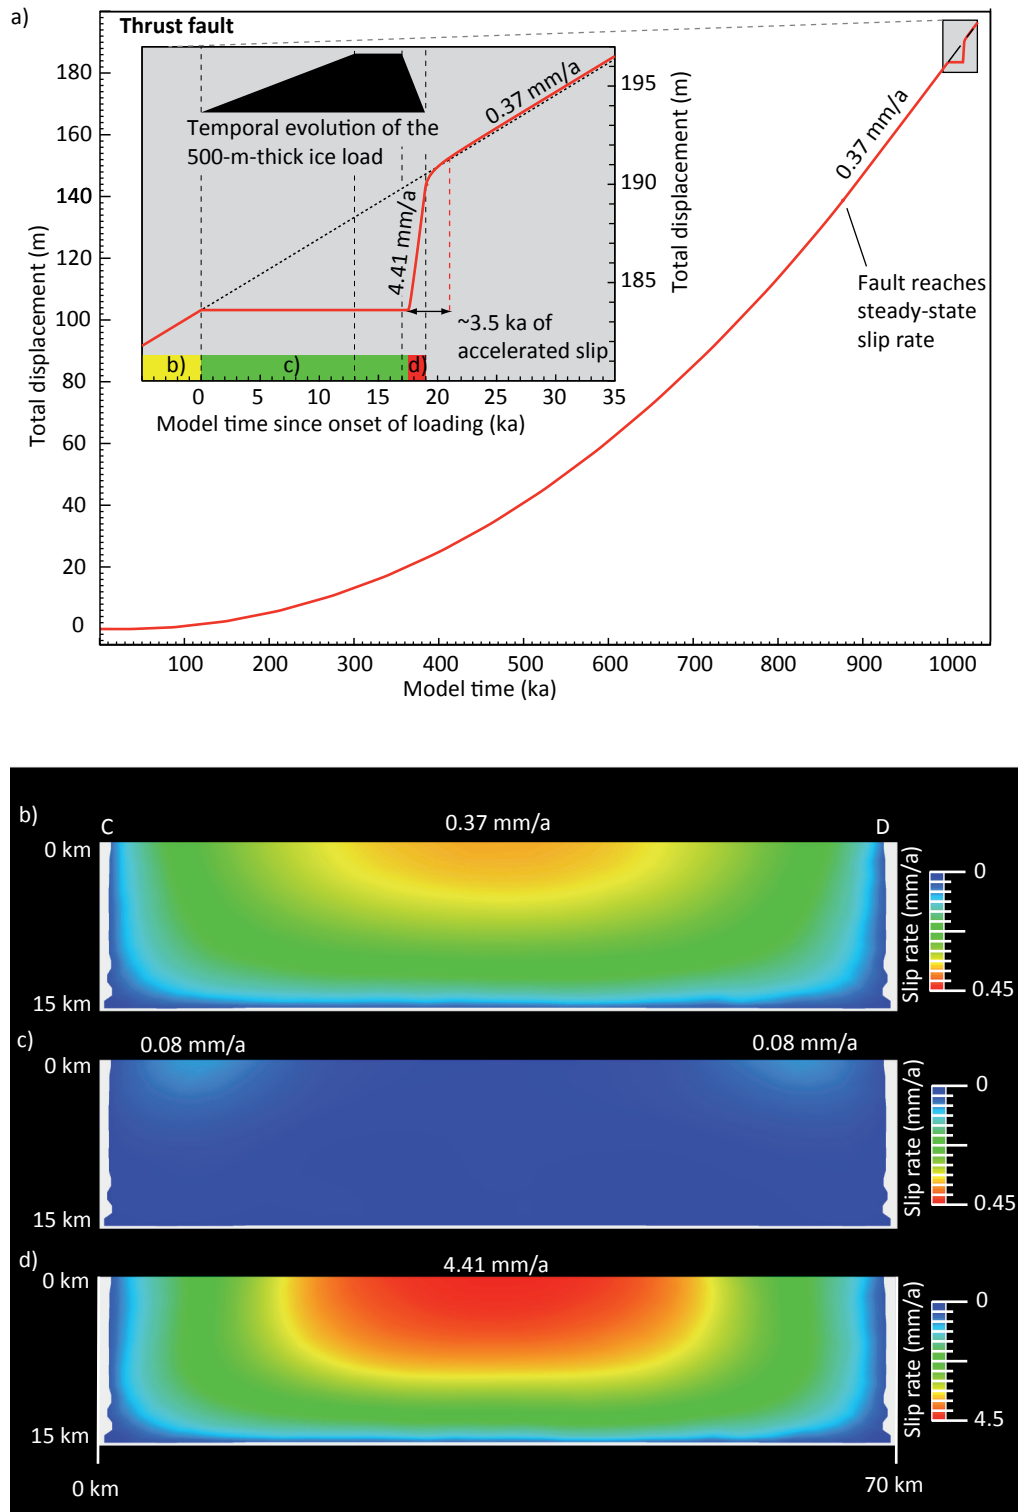 a)
Thrust fault
Total displacement (m)
180
160
140
120
100
80
60
40
20
0
100
200
300
400
500
600
700
800
900
1000
Model time (ka)
0.37 mm/a
Fault reaches
steady-state
slip rate
Temporal evolution of the
500-m-thick ice load
0.37 mm/a
4.41 mm/a
~3.5 ka of
accelerated slip
195
190
185
Total displacement (m)
b)
c)
d)
0
5
10
15
20
25
30
35
Model time since onset of loading (ka)
b)
C
0.37 mm/a
D
0 km
15 km
Slip rate (mm/a)
0
0.45
c)
0.08 mm/a
0.08 mm/a
0 km
15 km
Slip rate (mm/a)
0
0.45
d)
4.41 mm/a
0 km
15 km
Slip rate (mm/a)
0
4.5
0 km
70 km